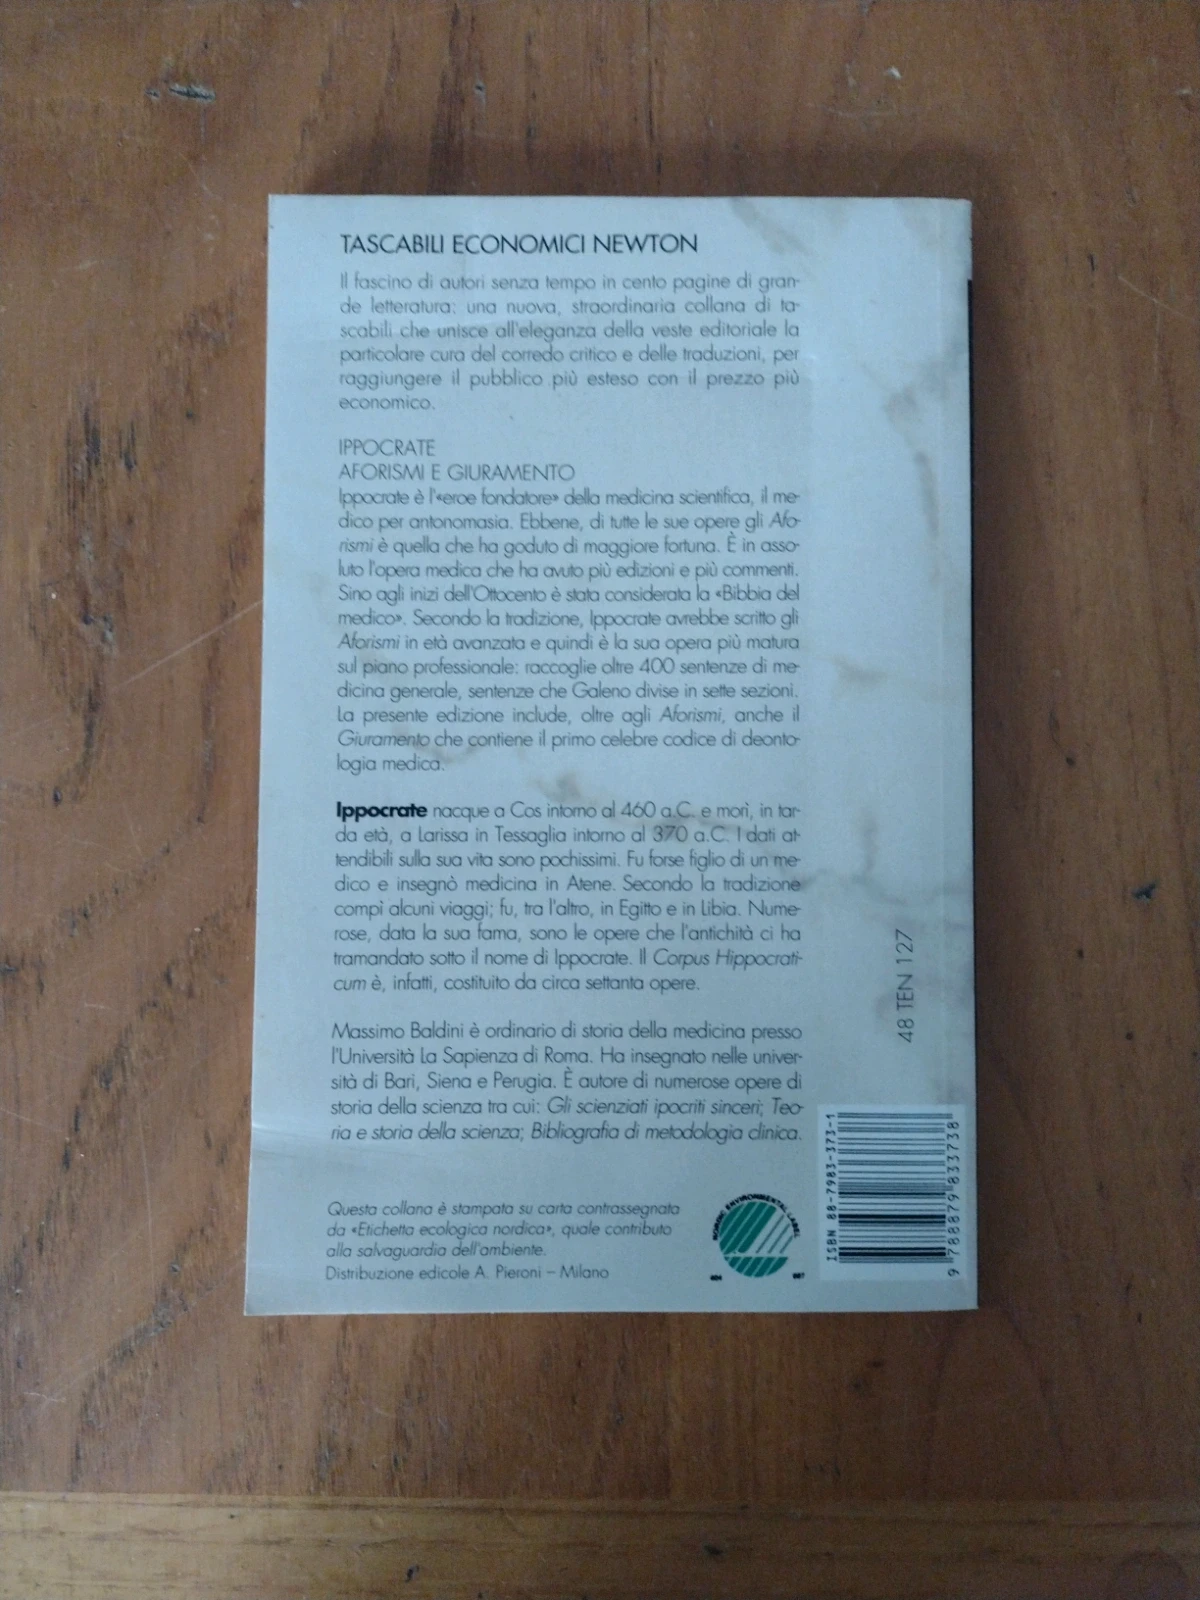 TASCABILI ECONOMICI NEWTON
Il fascino di autori senza tempo in cento pagine di gran-
de letteratura: una nuova, straordinaria collana di ta-
scabili che unisce all'eleganza della veste editoriale la
particolare cura del corredo critico e delle traduzioni, per
raggiungere il pubblico più esteso con il prezzo più
economico.
IPPOCRATE
AFORISMI E GIURAMENTO
Ippocrate è l'«eroe fondatore» della medicina scientifica, il me-
dico per antonomasia. Ebbene, di tutte le sue opere gli Afo-
rismi è quella che ha goduto di maggiore fortuna. È in asso-
luto l'opera medica che ha avuto più edizioni e più commenti.
Sino agli inizi dell'Ottocento è stata considerata la «Bibbia del
medico». Secondo la tradizione, Ippocrate avrebbe scritto gli
Aforismi in età avanzata e quindi è la sua opera più matura
sul piano professionale: raccoglie oltre 400 sentenze di me-
dicina generale, sentenze che Galeno divise in sette sezioni.
La presente edizione include, oltre agli Aforismi, anche il
Giuramento che contiene il primo celebre codice di deonto-
logia medica.
Ippocrate nacque a Cos intorno al 460 a.C. e morì, in tar-
da età, a Larissa in Tessaglia intorno al 370 a.C. I dati at-
tendibili sulla sua vita sono pochissimi. Fu forse figlio di un me-
dico e insegnò medicina in Atene. Secondo la tradizione
compì alcuni viaggi; fu, tra l'altro, in Egitto e in Libia. Nume-
rose, data la sua fama, sono le opere che l'antichità ci ha
tramandato sotto il nome di Ippocrate. Il Corpus Hippocrati-
cum è, infatti, costituito da circa settanta opere.
Massimo Baldini è ordinario di storia della medicina presso
l'Università La Sapienza di Roma. Ha insegnato nelle univer-
sità di Bari, Siena e Perugia. È autore di numerose opere di
storia della scienza tra cui: Gli scienziati ipocriti sinceri; Teo-
ria e storia della scienza; Bibliografia di metodologia clinica.
Questa collana è stampata su carta contrassegnata
da «Etichetta ecologica nordica», quale contributo
alla salvaguardia dell'ambiente.
Distribuzione edicole A. Pieroni – Milano
NORDIC ENVIRONMENTAL LABEL
48 TEN 127
ISBN 88-7983-373-1
9 788879 833738